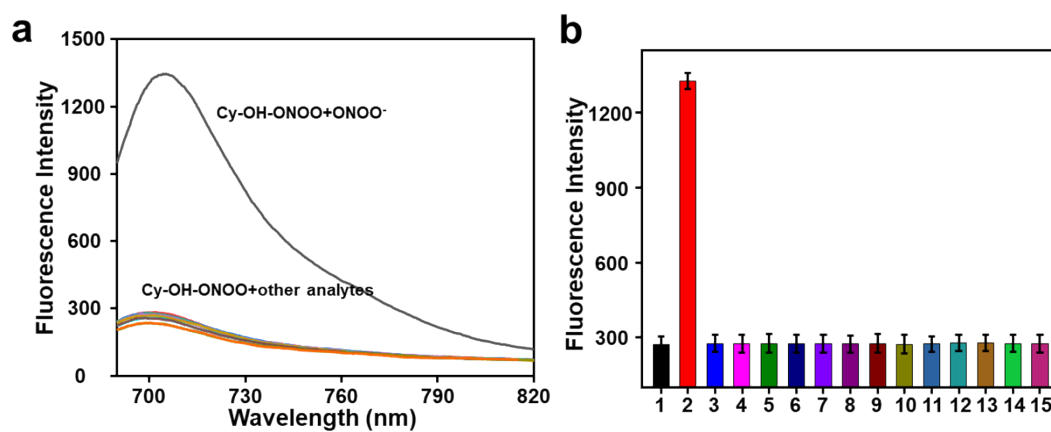 a
1500
1200
900
600
300
0
Fluorescence Intensity
Cy-OH-ONOO+ONOO⁻
Cy-OH-ONOO+other analytes
700 730 760 790 820
Wavelength (nm)
b
1200
900
600
300
Fluorescence Intensity
1 2 3 4 5 6 7 8 9 10 11 12 13 14 15